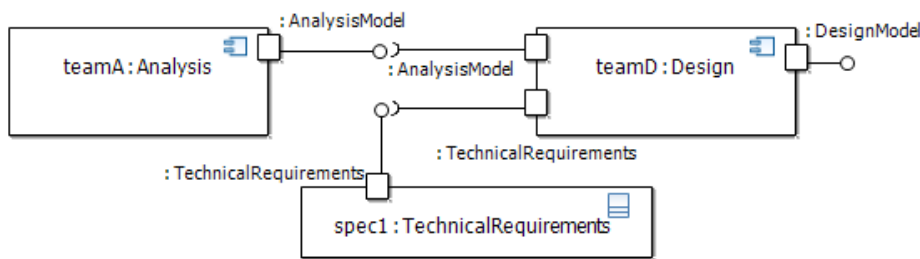 : AnalysisModel
: DesignModel
teamA : Analysis
: AnalysisModel
teamD : Design
: TechnicalRequirements
: TechnicalRequirements
spec1 : TechnicalRequirements